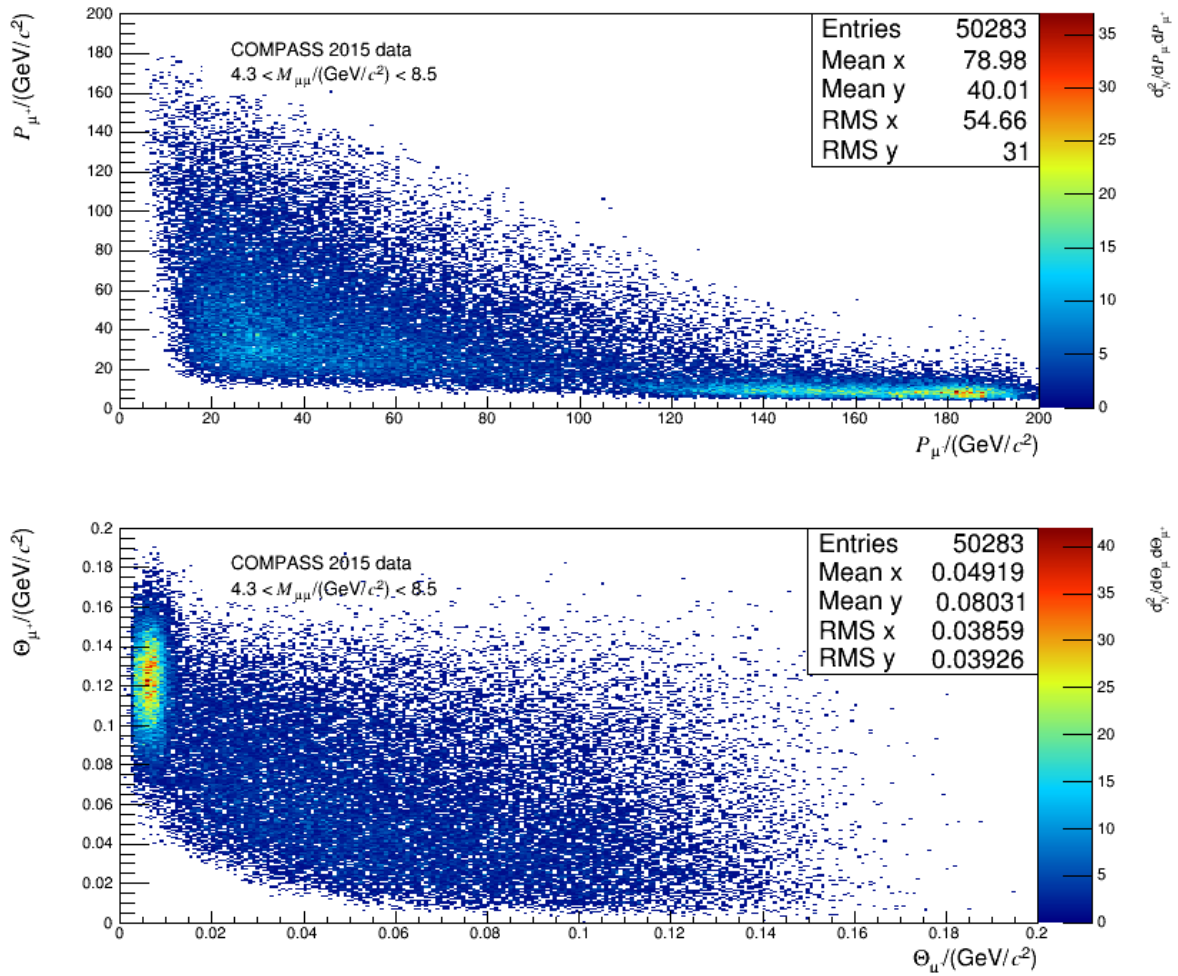 COMPASS 2015 data
4.3 < M_μμ/(GeV/c²) < 8.5
Entries 50283
Mean x 78.98
Mean y 40.01
RMS x 54.66
RMS y 31
P_μ⁺/(GeV/c²)
200
180
160
140
120
100
80
60
40
20
0
0 20 40 60 80 100 120 140 160 180 200
P_μ⁻/(GeV/c²)
35
30
25
20
15
10
5
0
d²_N/dP_μ⁻dP_μ⁺
COMPASS 2015 data
4.3 < M_μμ/(GeV/c²) < 8.5
Entries 50283
Mean x 0.04919
Mean y 0.08031
RMS x 0.03859
RMS y 0.03926
Θ_μ⁺/(GeV/c²)
0.2
0.18
0.16
0.14
0.12
0.1
0.08
0.06
0.04
0.02
0
0 0.02 0.04 0.06 0.08 0.1 0.12 0.14 0.16 0.18 0.2
Θ_μ⁻/(GeV/c²)
40
35
30
25
20
15
10
5
0
d²_N/dΘ_μ⁻dΘ_μ⁺